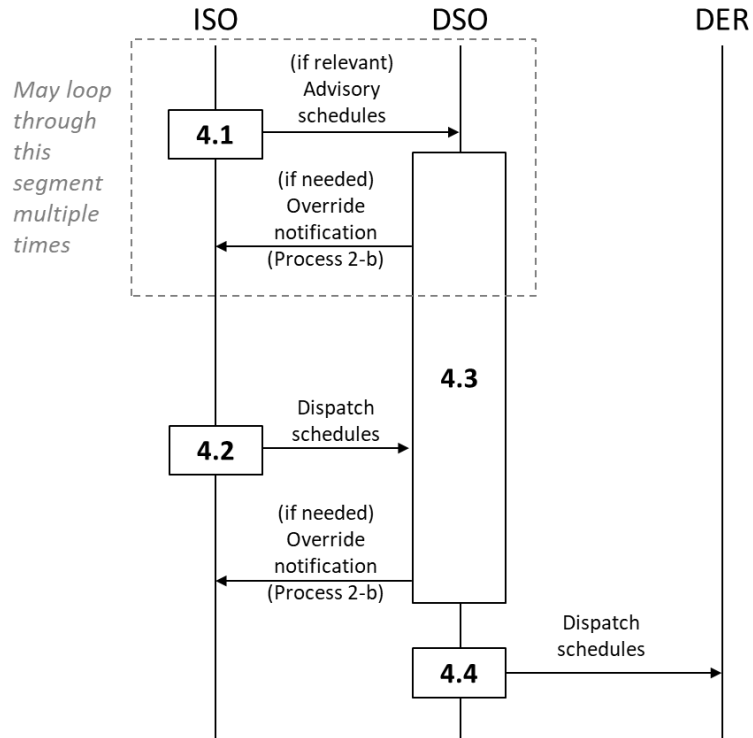 ISO
DSO
DER
May loop
through
this
segment
multiple
times
(if relevant)
Advisory
schedules
4.1
(if needed)
Override
notification
(Process 2-b)
4.3
Dispatch
schedules
4.2
(if needed)
Override
notification
(Process 2-b)
Dispatch
schedules
4.4